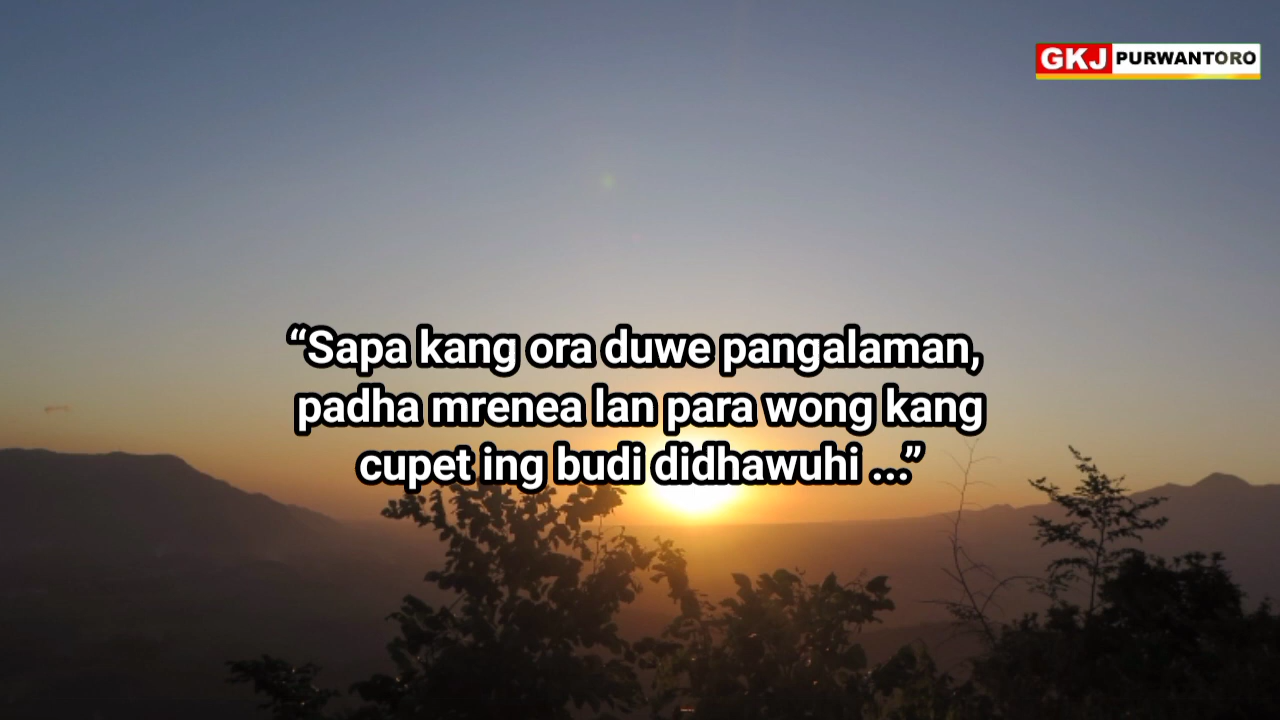 GKJ PURWANTORO
“Sapa kang ora duwe pangalaman,
padha mrenea lan para wong kang
cupet ing budi didhawuhi ...”